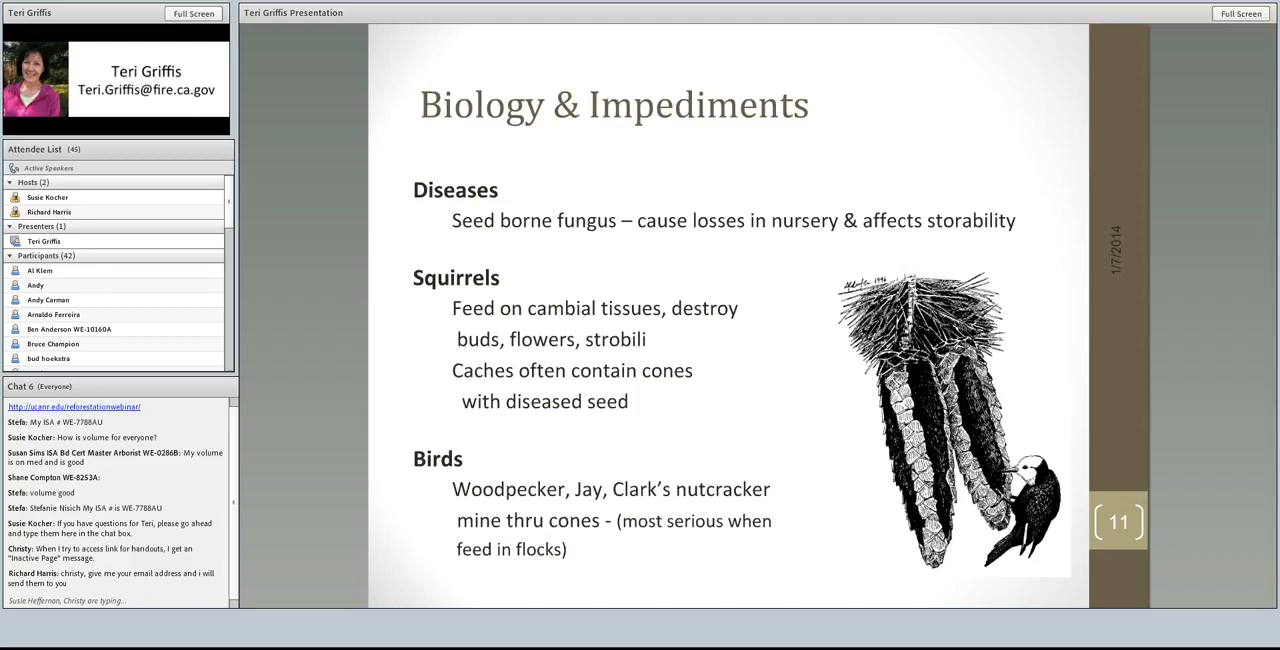 Teri Griffis
Full Screen
Teri Griffis
Teri.Griffis@fire.ca.gov
Attendee List (45)
Active Speakers
Hosts (2)
Susie Kocher
Richard Harris
Presenters (1)
Teri Griffis
Participants (42)
Al Klem
Andy
Andy Carman
Arnaldo Ferreira
Ben Anderson WE-10160A
Bruce Champion
bud hoekstra
Chat 6 (Everyone)
http://ucanr.edu/reforestationwebinar/
Stefa: My ISA # WE-7788AU
Susie Kocher: How is volume for everyone?
Susan Sims ISA Bd Cert Master Arborist WE-0286B: My volume
is on med and is good
Shane Compton WE-8253A:
Stefa: volume good
Stefa: Stefanie Nisich My ISA # is WE-7788AU
Susie Kocher: If you have questions for Teri, please go ahead
and type them here in the chat box.
Christy: When I try to access link for handouts, I get an
"Inactive Page" message.
Richard Harris: christy, give me your email address and i will
send them to you
Susie Heffernan, Christy are typing...
Teri Griffis Presentation
Full Screen
Biology & Impediments
Diseases
Seed borne fungus – cause losses in nursery & affects storability
Squirrels
Feed on cambial tissues, destroy
buds, flowers, strobili
Caches often contain cones
with diseased seed
Birds
Woodpecker, Jay, Clark's nutcracker
mine thru cones - (most serious when
feed in flocks)
1/7/2014
11